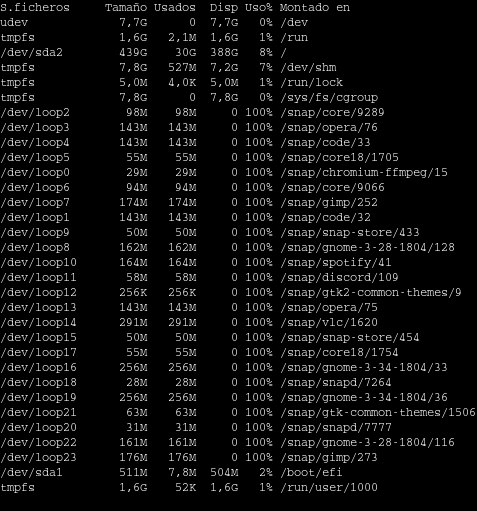 S.ficheros Tamaño Usados Disp Uso% Montado en
udev 7,7G 0 7,7G 0% /dev
tmpfs 1,6G 2,1M 1,6G 1% /run
/dev/sda2 439G 30G 388G 8% /
tmpfs 7,8G 527M 7,2G 7% /dev/shm
tmpfs 5,0M 4,0K 5,0M 1% /run/lock
tmpfs 7,8G 0 7,8G 0% /sys/fs/cgroup
/dev/loop2 98M 98M 0 100% /snap/core/9289
/dev/loop3 143M 143M 0 100% /snap/opera/76
/dev/loop4 143M 143M 0 100% /snap/code/33
/dev/loop5 55M 55M 0 100% /snap/core18/1705
/dev/loop0 29M 29M 0 100% /snap/chromium-ffmpeg/15
/dev/loop6 94M 94M 0 100% /snap/core/9066
/dev/loop7 174M 174M 0 100% /snap/gimp/252
/dev/loop1 143M 143M 0 100% /snap/code/32
/dev/loop9 50M 50M 0 100% /snap/snap-store/433
/dev/loop8 162M 162M 0 100% /snap/gnome-3-28-1804/128
/dev/loop10 164M 164M 0 100% /snap/spotify/41
/dev/loop11 58M 58M 0 100% /snap/discord/109
/dev/loop12 256K 256K 0 100% /snap/gtk2-common-themes/9
/dev/loop13 143M 143M 0 100% /snap/opera/75
/dev/loop14 291M 291M 0 100% /snap/vlc/1620
/dev/loop15 50M 50M 0 100% /snap/snap-store/454
/dev/loop17 55M 55M 0 100% /snap/core18/1754
/dev/loop16 256M 256M 0 100% /snap/gnome-3-34-1804/33
/dev/loop18 28M 28M 0 100% /snap/snapd/7264
/dev/loop19 256M 256M 0 100% /snap/gnome-3-34-1804/36
/dev/loop21 63M 63M 0 100% /snap/gtk-common-themes/1506
/dev/loop20 31M 31M 0 100% /snap/snapd/7777
/dev/loop22 161M 161M 0 100% /snap/gnome-3-28-1804/116
/dev/loop23 176M 176M 0 100% /snap/gimp/273
/dev/sda1 511M 7,8M 504M 2% /boot/efi
tmpfs 1,6G 52K 1,6G 1% /run/user/1000